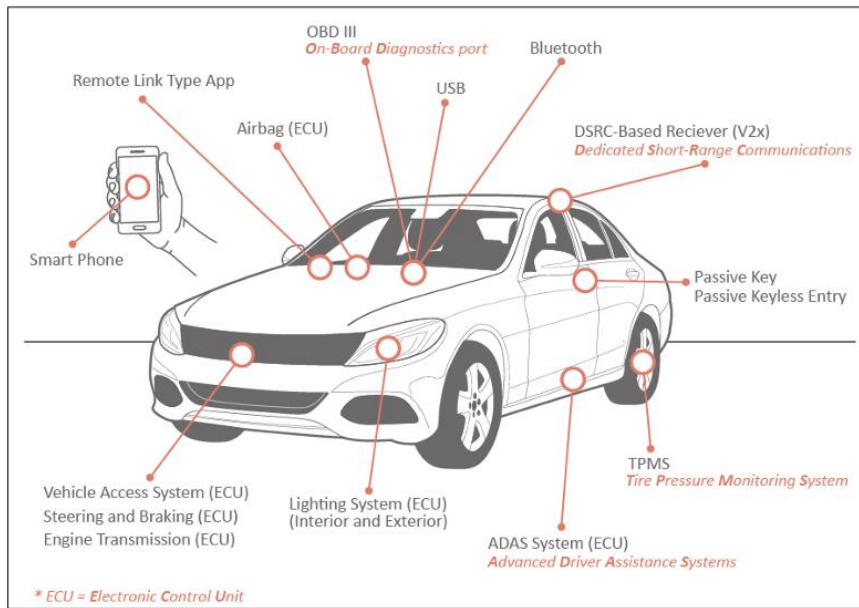 OBD III
On-Board Diagnostics port
Bluetooth
Remote Link Type App
USB
Airbag (ECU)
DSRC-Based Reciever (V2x)
Dedicated Short-Range Communications
Smart Phone
Passive Key
Passive Keyless Entry
TPMS
Tire Pressure Monitoring System
Vehicle Access System (ECU)
Steering and Braking (ECU)
Engine Transmission (ECU)
Lighting System (ECU)
(Interior and Exterior)
ADAS System (ECU)
Advanced Driver Assistance Systems
* ECU = Electronic Control Unit